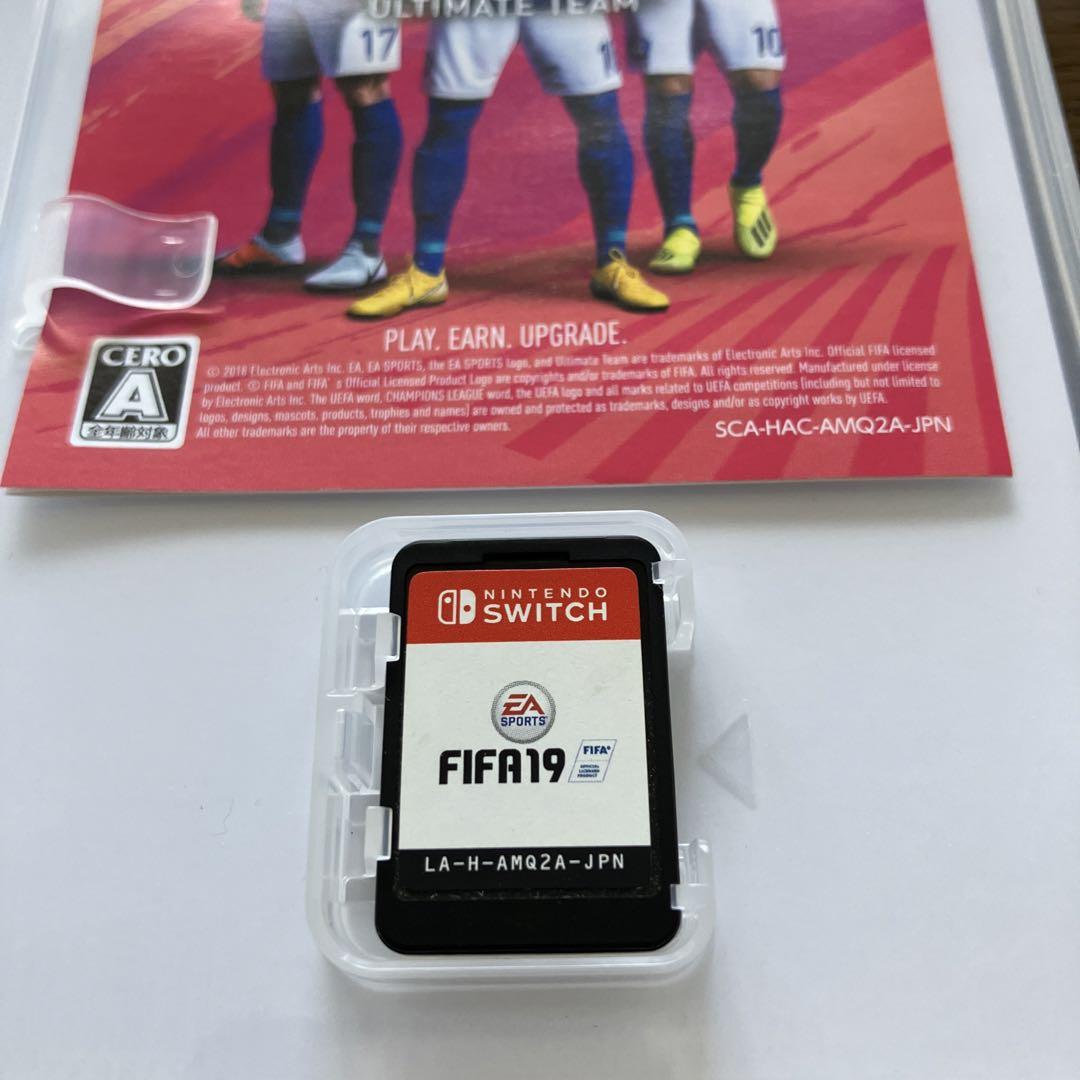 ULTIMATE TEAM
17
10
PLAY. EARN. UPGRADE.
CERO
A
全年齢対象
© 2018 Electronic Arts Inc. EA, EA SPORTS, the EA SPORTS logo, and Ultimate Team are trademarks of Electronic Arts Inc. Official FIFA licensed
product. © FIFA and FIFA's Official Licensed Product Logo are copyrights and/or trademarks of FIFA. All rights reserved. Manufactured under license
by Electronic Arts Inc. The UEFA word, CHAMPIONS LEAGUE word, the UEFA logo and all marks related to UEFA competitions (including but not limited to
logos, designs, mascots, products, trophies and names) are owned and protected as trademarks, designs and/or as copyright works by UEFA.
All other trademarks are the property of their respective owners.
SCA-HAC-AMQ2A-JPN
NINTENDO
SWITCH
EA
SPORTS
FIFA19
FIFA
OFFICIAL
LICENSED
PRODUCT
LA-H-AMQ2A-JPN